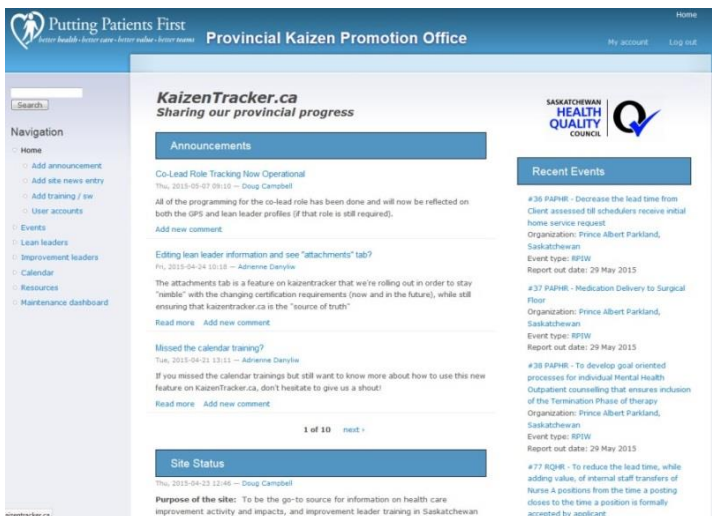 Putting Patients First
better health · better care · better value · better teams
Provincial Kaizen Promotion Office
Home
My account Log out
Search
Navigation
Home
Add announcement
Add site news entry
Add training / sw
User accounts
Events
Lean leaders
Improvement leaders
Calendar
Resources
Maintenance dashboard
KaizenTracker.ca
Sharing our provincial progress
Announcements
Co-Lead Role Tracking Now Operational
Thu, 2015-05-07 09:10 — Doug Campbell
All of the programming for the co-lead role has been done and will now be reflected on
both the GPS and lean leader profiles (if that role is still required).
Add new comment
Editing lean leader information and see "attachments" tab?
Fri, 2015-04-24 10:18 — Adrienne Danyliw
The attachments tab is a feature on kaizentracker that we're rolling out in order to stay
"nimble" with the changing certification requirements (now and in the future), while still
ensuring that kaizentracker.ca is the "source of truth"
Read more Add new comment
Missed the calendar training?
Tue, 2015-04-21 13:11 — Adrienne Danyliw
If you missed the calendar trainings but still want to know more about how to use this new
feature on KaizenTracker.ca, don't hesitate to give us a shout!
Read more Add new comment
1 of 10 next ›
Site Status
Thu, 2015-04-23 12:46 — Doug Campbell
Purpose of the site: To be the go-to source for information on health care
improvement activity and impacts, and improvement leader training in Saskatchewan
SASKATCHEWAN
HEALTH
QUALITY
COUNCIL
Recent Events
#36 PAPHR - Decrease the lead time from
Client assessed till schedulers receive initial
home service request
Organization: Prince Albert Parkland,
Saskatchewan
Event type: RPIW
Report out date: 29 May 2015
#37 PAPHR - Medication Delivery to Surgical
Floor
Organization: Prince Albert Parkland,
Saskatchewan
Event type: RPIW
Report out date: 29 May 2015
#38 PAPHR - To develop goal oriented
processes for individual Mental Health
Outpatient counselling that ensures inclusion
of the Termination Phase of therapy
Organization: Prince Albert Parkland,
Saskatchewan
Event type: RPIW
Report out date: 29 May 2015
#77 RQHR - To reduce the lead time, while
adding value, of internal staff transfers of
Nurse A positions from the time a posting
closes to the time a position is formally
accepted by applicant